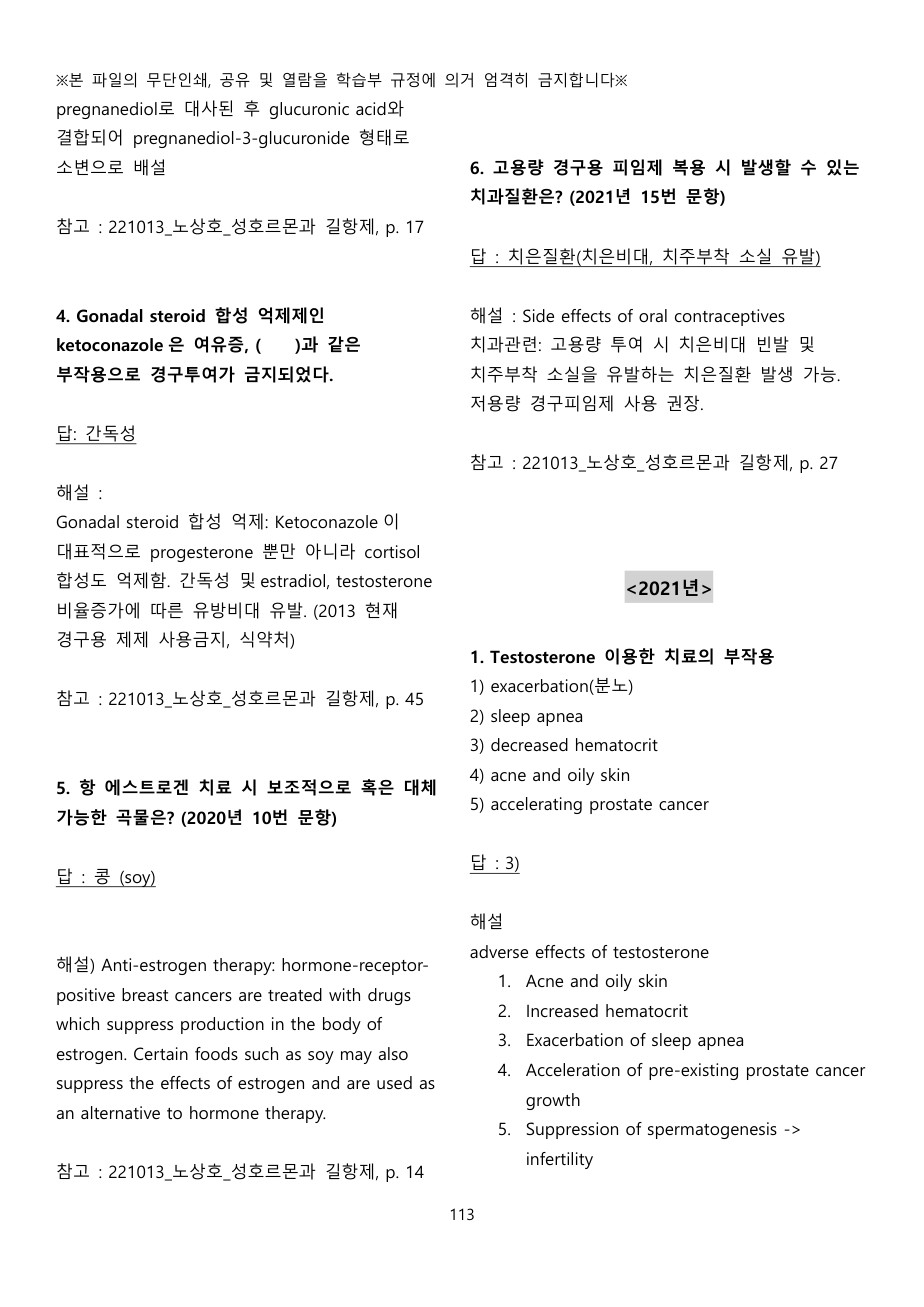 ※본 파일의 무단인쇄, 공유 및 열람을 학습부 규정에 의거 엄격히 금지합니다※
pregnanediol로 대사된 후 glucuronic acid와
결합되어 pregnanediol-3-glucuronide 형태로
소변으로 배설
참고 : 221013_노상호_성호르몬과 길항제, p. 17
4. Gonadal steroid 합성 억제제인
ketoconazole 은 여유증, (     )과 같은
부작용으로 경구투여가 금지되었다.
답: 간독성
해설 :
Gonadal steroid 합성 억제: Ketoconazole 이
대표적으로 progesterone 뿐만 아니라 cortisol
합성도 억제함. 간독성 및 estradiol, testosterone
비율증가에 따른 유방비대 유발. (2013 현재
경구용 제제 사용금지, 식약처)
참고 : 221013_노상호_성호르몬과 길항제, p. 45
5. 항 에스트로겐 치료 시 보조적으로 혹은 대체
가능한 곡물은? (2020년 10번 문항)
답 : 콩 (soy)
해설) Anti-estrogen therapy: hormone-receptor-
positive breast cancers are treated with drugs
which suppress production in the body of
estrogen. Certain foods such as soy may also
suppress the effects of estrogen and are used as
an alternative to hormone therapy.
참고 : 221013_노상호_성호르몬과 길항제, p. 14
6. 고용량 경구용 피임제 복용 시 발생할 수 있는
치과질환은? (2021년 15번 문항)
답 : 치은질환(치은비대, 치주부착 소실 유발)
해설 : Side effects of oral contraceptives
치과관련: 고용량 투여 시 치은비대 빈발 및
치주부착 소실을 유발하는 치은질환 발생 가능.
저용량 경구피임제 사용 권장.
참고 : 221013_노상호_성호르몬과 길항제, p. 27
<2021년>
1. Testosterone 이용한 치료의 부작용
1) exacerbation(분노)
2) sleep apnea
3) decreased hematocrit
4) acne and oily skin
5) accelerating prostate cancer
답 : 3)
해설
adverse effects of testosterone
1. Acne and oily skin
2. Increased hematocrit
3. Exacerbation of sleep apnea
4. Acceleration of pre-existing prostate cancer
growth
5. Suppression of spermatogenesis ->
infertility
113